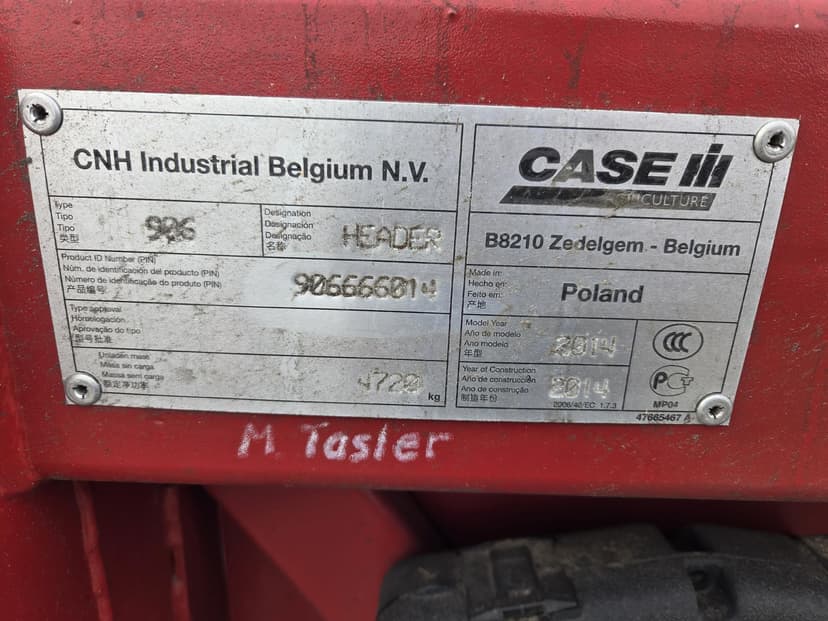 CNH Industrial Belgium N.V.
Type
Tipo
Tipo
类型
906
Designation
Designación
Designação
名称
HEADER
Product ID Number (PIN)
Núm. de identificación del producto (PIN)
Número de identificação do produto (PIN)
产品编号
906666014
Type approval
Homologación
Aprovação do tipo
型号批准
Unladen mass
Masa sin carga
Massa sem carga
额定净功率
4720
kg
CASE IH
AGRICULTURE
B8210 Zedelgem - Belgium
Made in:
Hecho en:
Feito em:
产地
Poland
Model Year
Año de modelo
Ano modelo
年型
2014
Year of Construction
Año de construcción
Ano de construção
制造年份
2014
2006/42/EC 1.7.3
CCC
PCT
MP04
47665467 A
M. Tasler